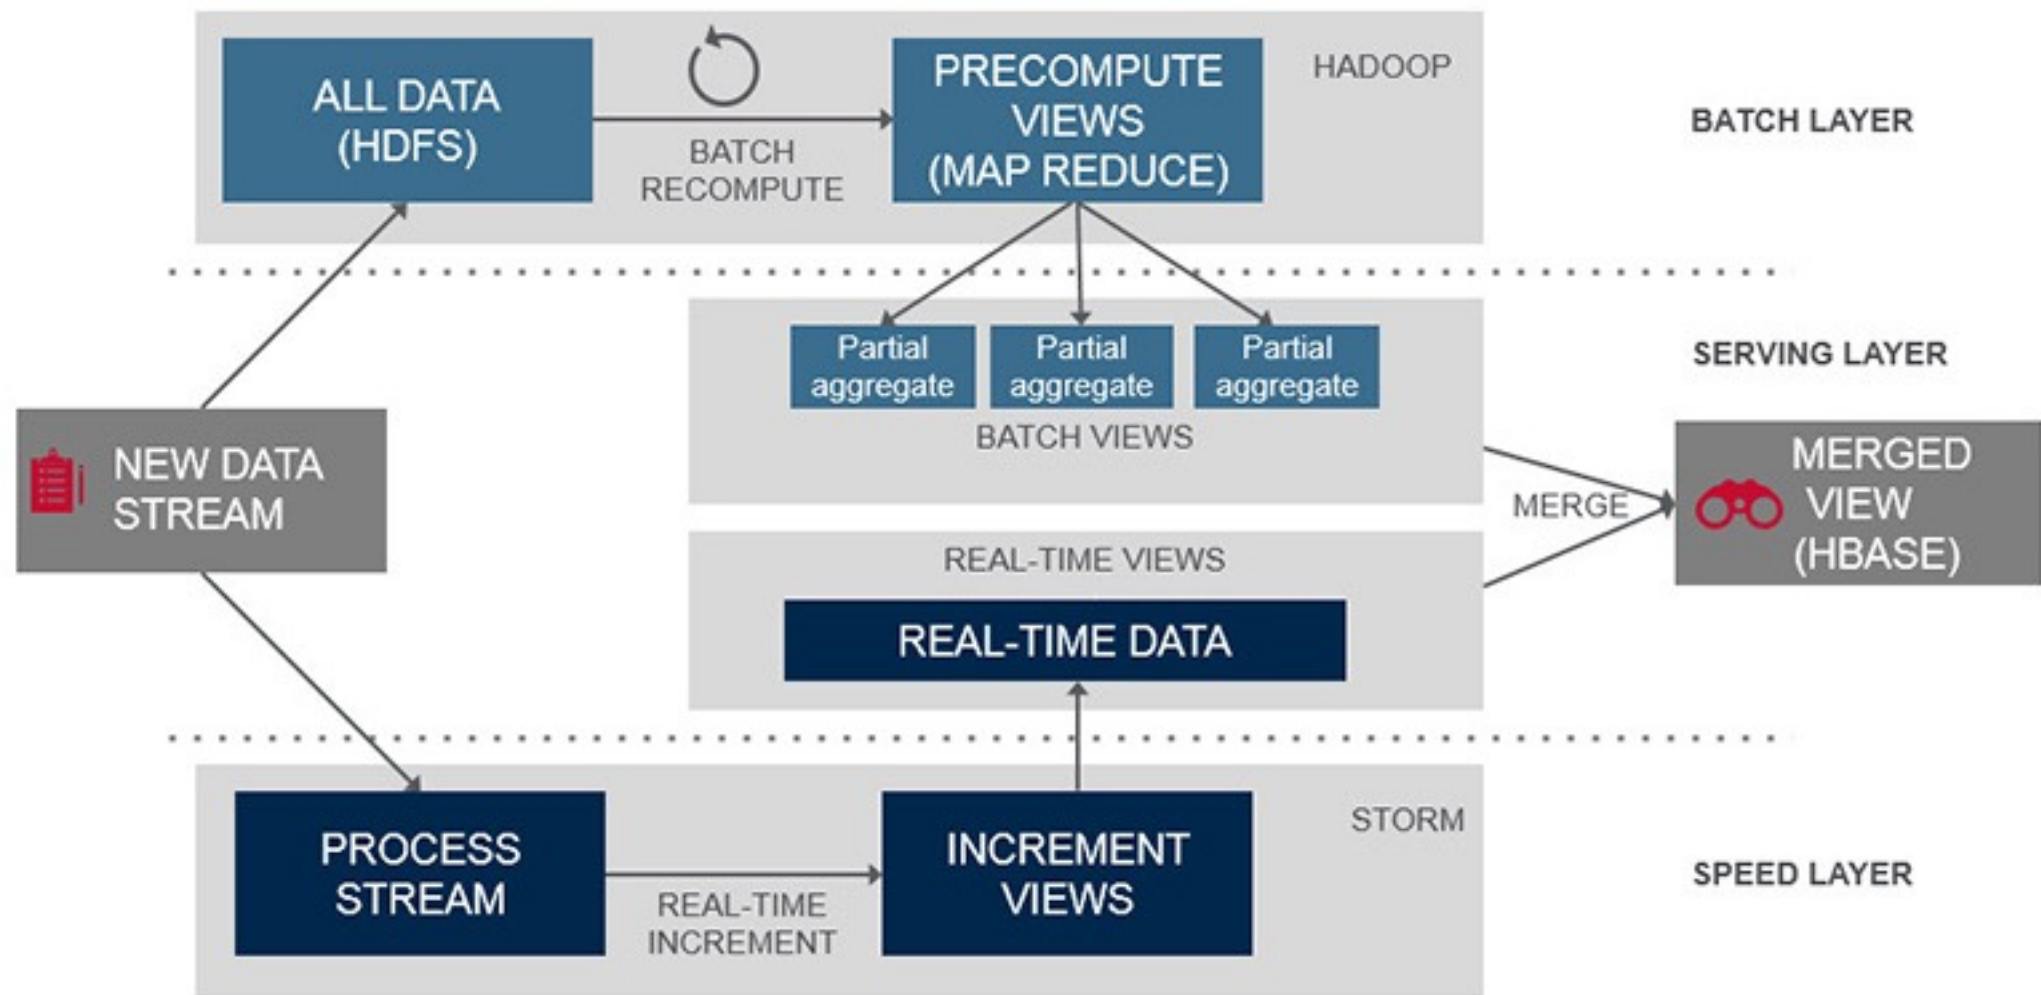 ALL DATA
(HDFS)
BATCH
RECOMPUTE
PRECOMPUTE
VIEWS
(MAP REDUCE)
HADOOP
BATCH LAYER
Partial
aggregate
Partial
aggregate
Partial
aggregate
BATCH VIEWS
SERVING LAYER
NEW DATA
STREAM
MERGE
MERGED
VIEW
(HBASE)
REAL-TIME VIEWS
REAL-TIME DATA
PROCESS
STREAM
REAL-TIME
INCREMENT
INCREMENT
VIEWS
STORM
SPEED LAYER